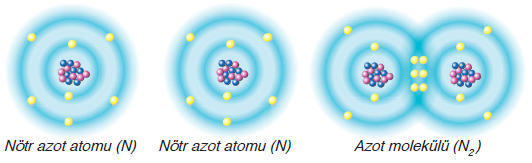 Nötr azot atomu (N) Nötr azot atomu (N) Azot molekülü (N₂)